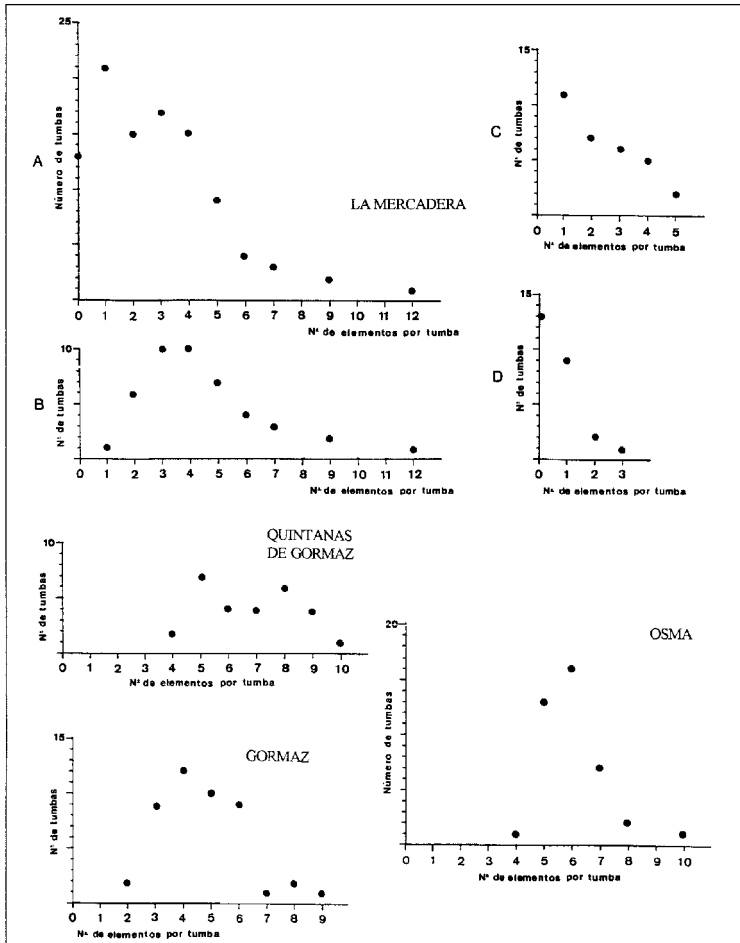 25
Número de tumbas
A
LA MERCADERA
0 1 2 3 4 5 6 7 8 9 10 11 12
Nº de elementos por tumba
15
C
Nº de tumbas
0 1 2 3 4 5
Nº de elementos por tumba
10
B
Nº de tumbas
0 1 2 3 4 5 6 7 8 9 10 11 12
Nº de elementos por tumba
15
D
Nº de tumbas
0 1 2 3
Nº de elementos por tumba
QUINTANAS
DE GORMAZ
10
Nº de tumbas
0 1 2 3 4 5 6 7 8 9 10
Nº de elementos por tumba
20
OSMA
Número de tumbas
0 1 2 3 4 5 6 7 8 9 10
Nº de elementos por tumba
15
GORMAZ
Nº de tumbas
0 1 2 3 4 5 6 7 8 9
Nº de elementos por tumba